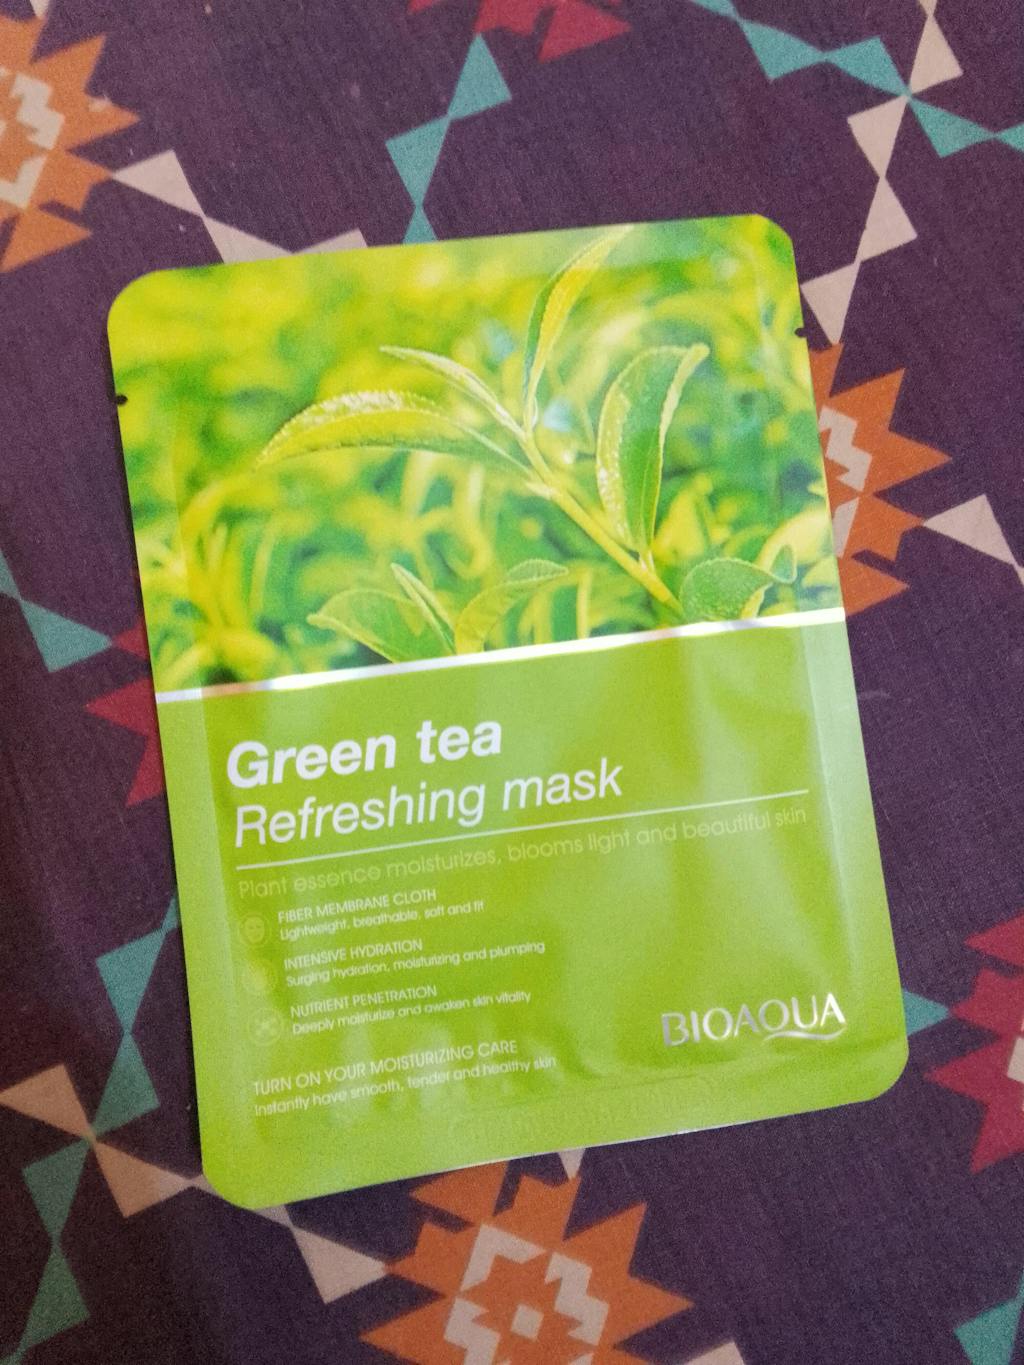 Green tea
Refreshing mask
Plant essence moisturizes, blooms light and beautiful skin
FIBER MEMBRANE CLOTH
Lightweight, breathable, soft and fit
INTENSIVE HYDRATION
Surging hydration, moisturizing and plumping
NUTRIENT PENETRATION
Deeply moisturize and awaken skin vitality
BIOAQUA
TURN ON YOUR MOISTURIZING CARE
Instantly have smooth, tender and healthy skin